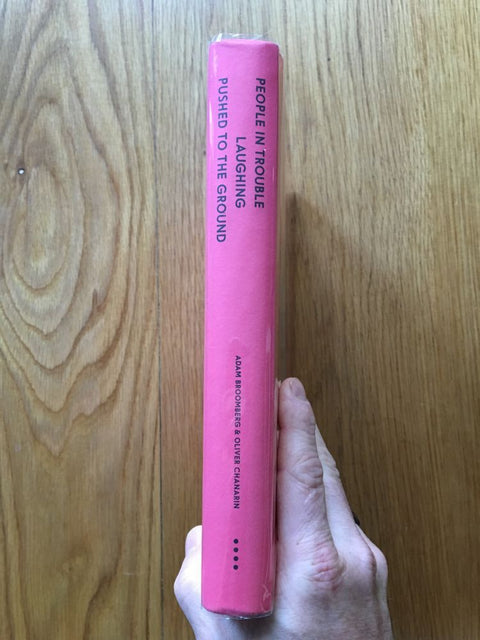 PEOPLE IN TROUBLE
LAUGHING
PUSHED TO THE GROUND
ADAM BROOMBERG & OLIVER CHANARIN